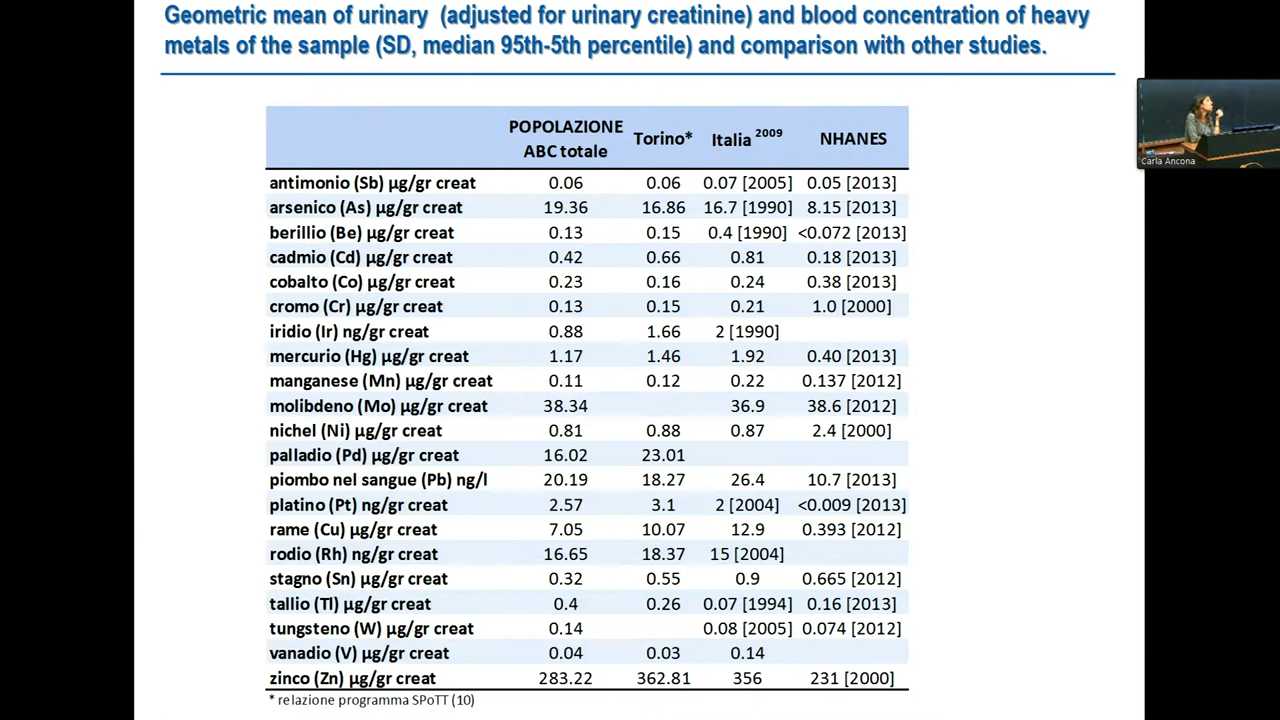 Geometric mean of urinary (adjusted for urinary creatinine) and blood concentration of heavy
metals of the sample (SD, median 95th-5th percentile) and comparison with other studies.
POPOLAZIONE ABC totale Torino* Italia 2009 NHANES
antimonio (Sb) µg/gr creat 0.06 0.06 0.07 [2005] 0.05 [2013]
arsenico (As) µg/gr creat 19.36 16.86 16.7 [1990] 8.15 [2013]
berillio (Be) µg/gr creat 0.13 0.15 0.4 [1990] <0.072 [2013]
cadmio (Cd) µg/gr creat 0.42 0.66 0.81 0.18 [2013]
cobalto (Co) µg/gr creat 0.23 0.16 0.24 0.38 [2013]
cromo (Cr) µg/gr creat 0.13 0.15 0.21 1.0 [2000]
iridio (Ir) ng/gr creat 0.88 1.66 2 [1990]
mercurio (Hg) µg/gr creat 1.17 1.46 1.92 0.40 [2013]
manganese (Mn) µg/gr creat 0.11 0.12 0.22 0.137 [2012]
molibdeno (Mo) µg/gr creat 38.34 36.9 38.6 [2012]
nichel (Ni) µg/gr creat 0.81 0.88 0.87 2.4 [2000]
palladio (Pd) µg/gr creat 16.02 23.01
piombo nel sangue (Pb) ng/l 20.19 18.27 26.4 10.7 [2013]
platino (Pt) ng/gr creat 2.57 3.1 2 [2004] <0.009 [2013]
rame (Cu) µg/gr creat 7.05 10.07 12.9 0.393 [2012]
rodio (Rh) ng/gr creat 16.65 18.37 15 [2004]
stagno (Sn) µg/gr creat 0.32 0.55 0.9 0.665 [2012]
tallio (Tl) µg/gr creat 0.4 0.26 0.07 [1994] 0.16 [2013]
tungsteno (W) µg/gr creat 0.14 0.08 [2005] 0.074 [2012]
vanadio (V) µg/gr creat 0.04 0.03 0.14
zinco (Zn) µg/gr creat 283.22 362.81 356 231 [2000]
* relazione programma SPoTT (10)
Carla Ancona